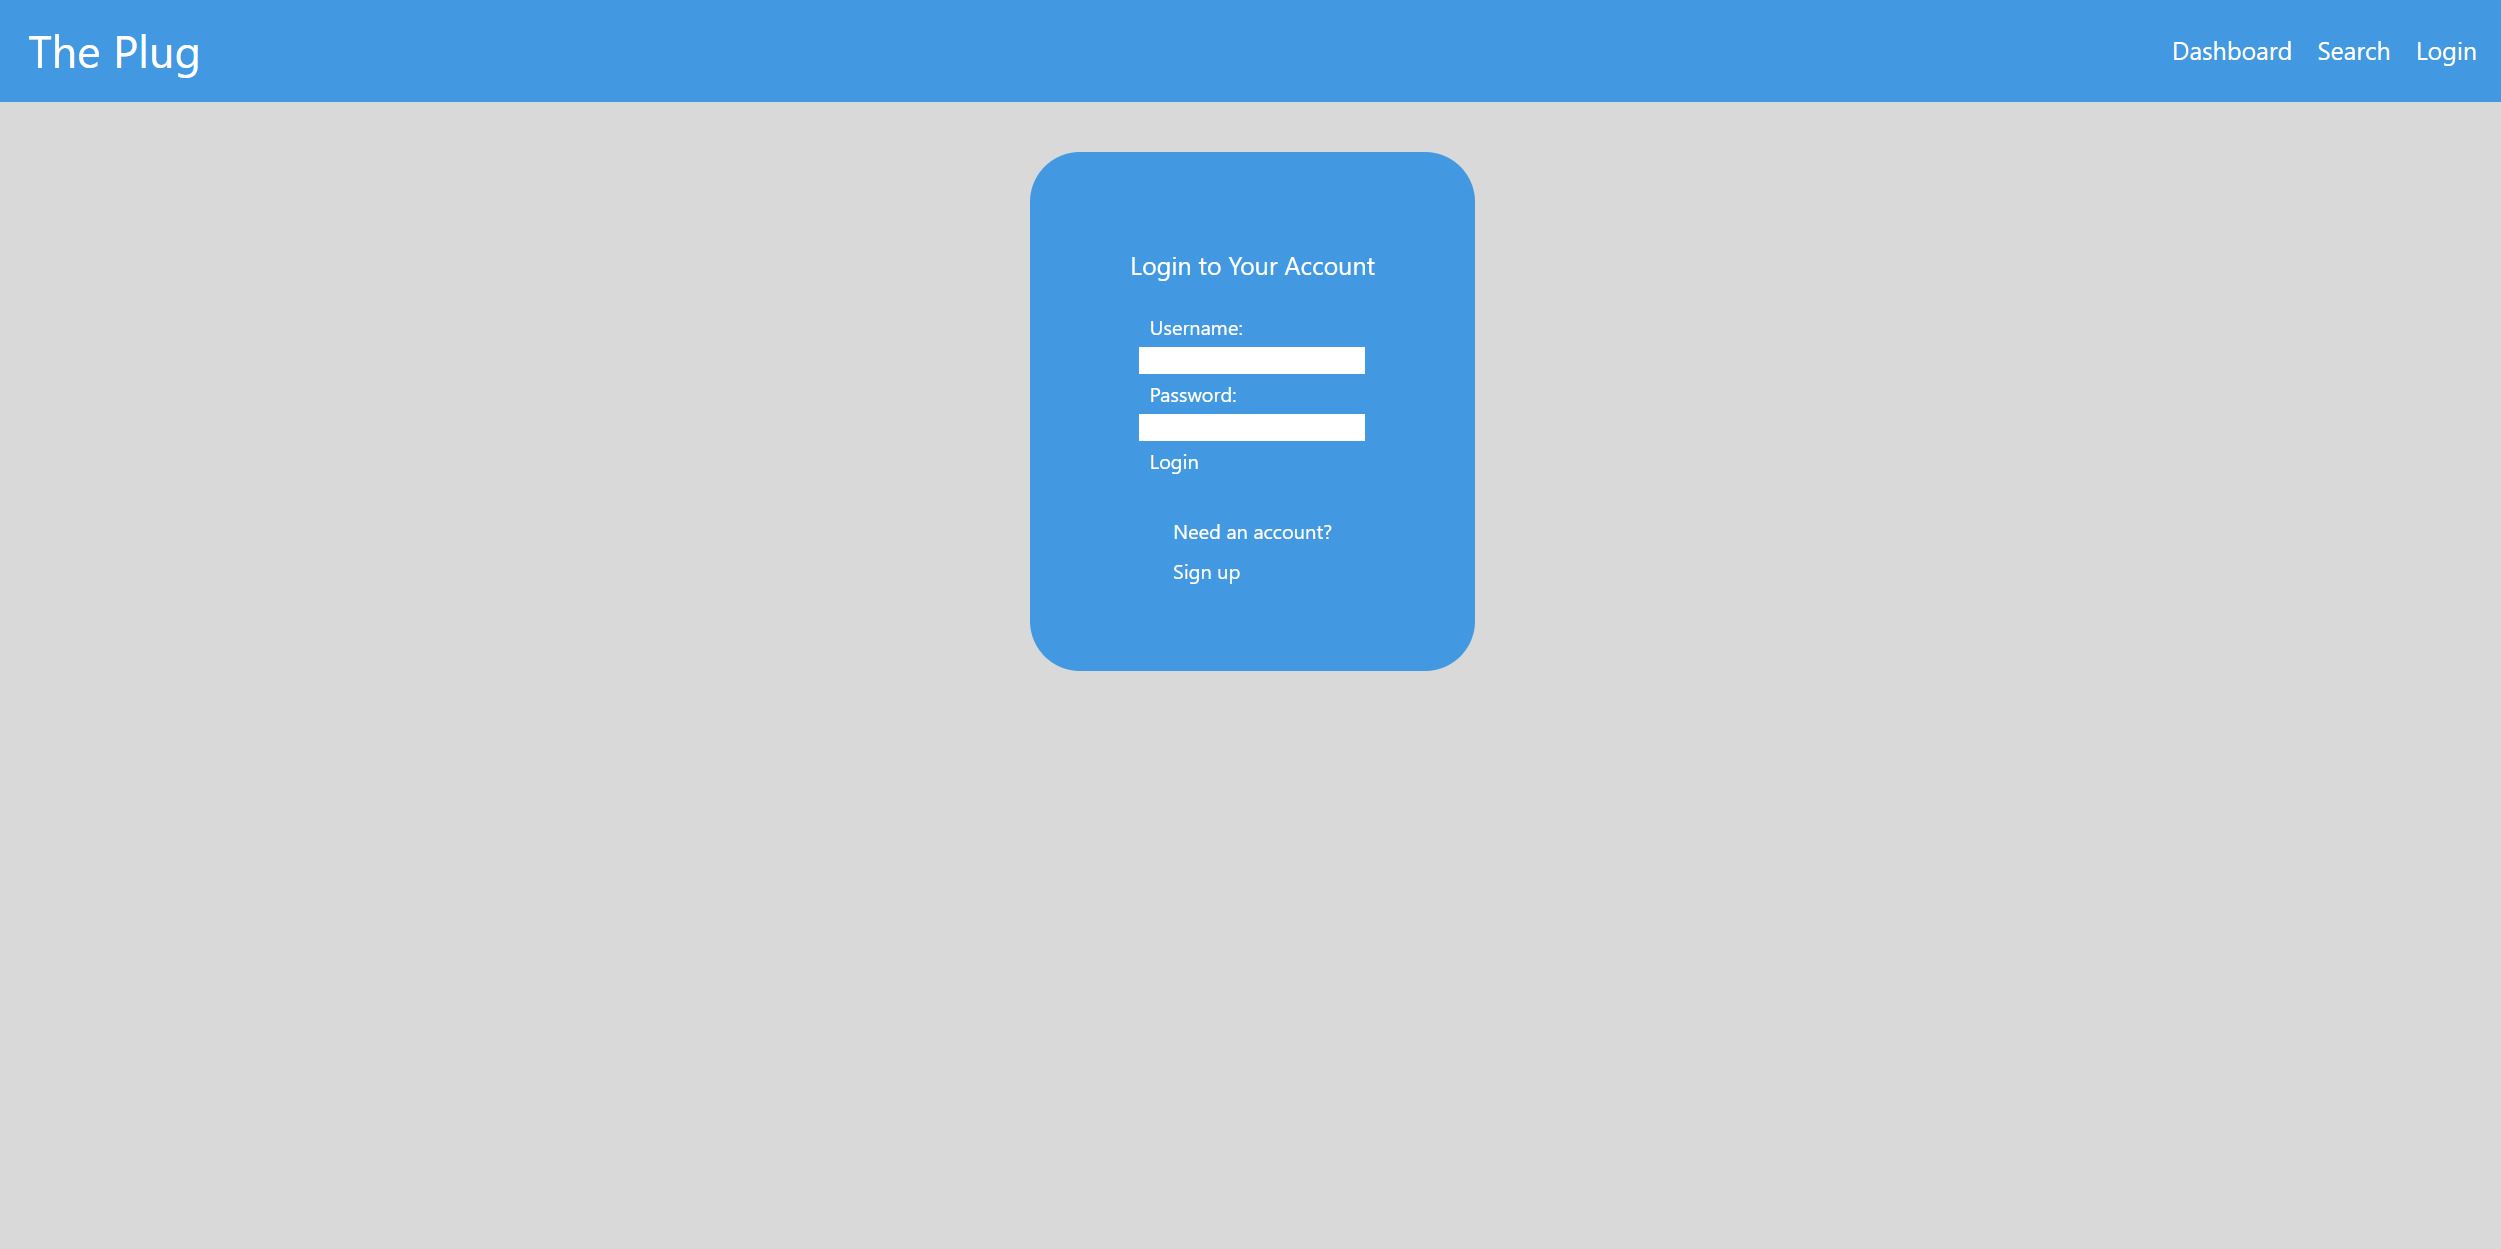 The Plug
Dashboard Search Login
Login to Your Account
Username:
Password:
Login
Need an account?
Sign up